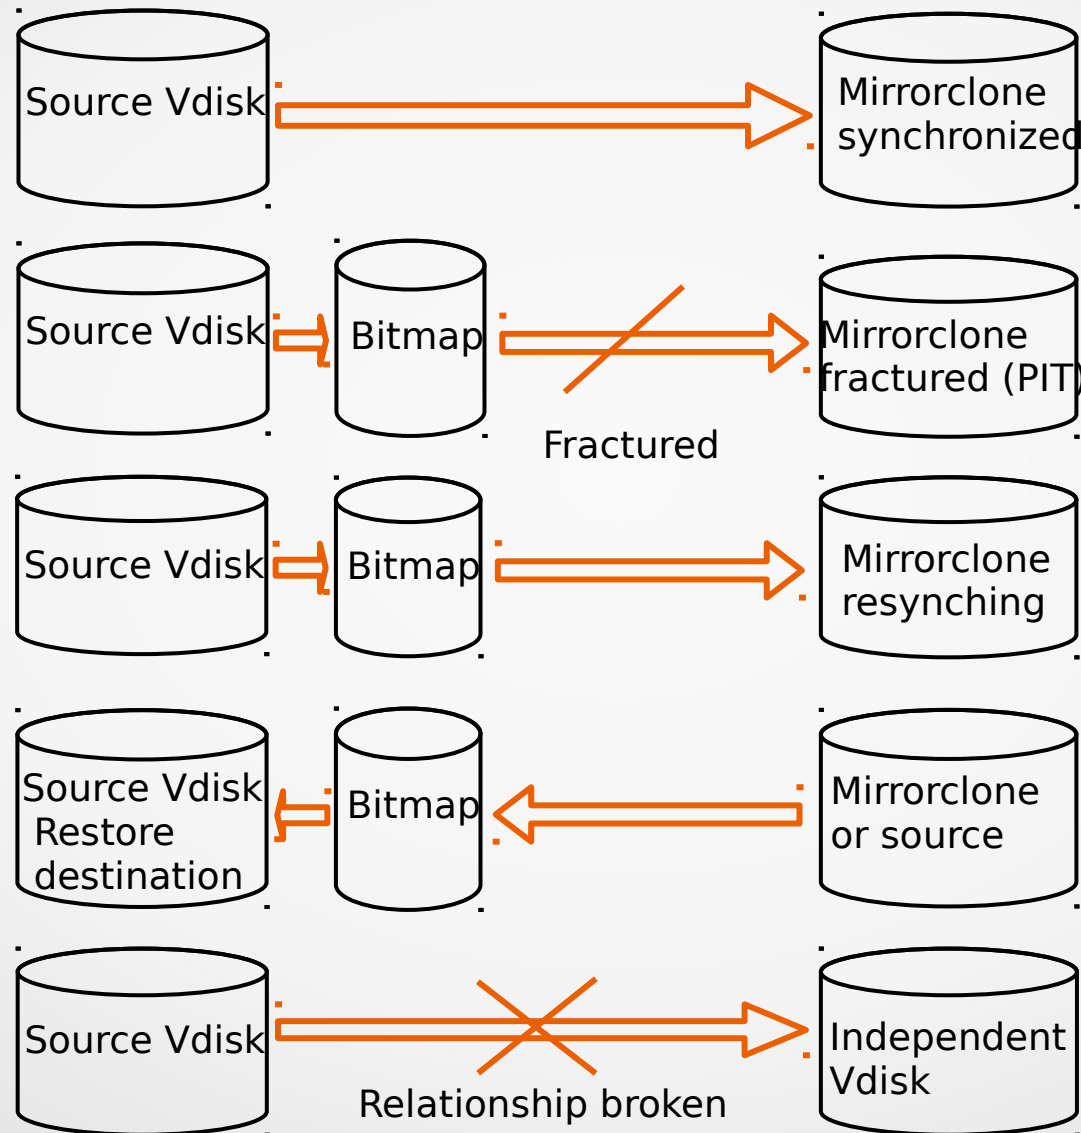 Source Vdisk
Mirrorclone
synchronized
Source Vdisk
Bitmap
Mirrorclone
fractured (PIT)
Fractured
Source Vdisk
Bitmap
Mirrorclone
resynching
Source Vdisk
Restore
destination
Bitmap
Mirrorclone
or source
Source Vdisk
Independent
Vdisk
Relationship broken